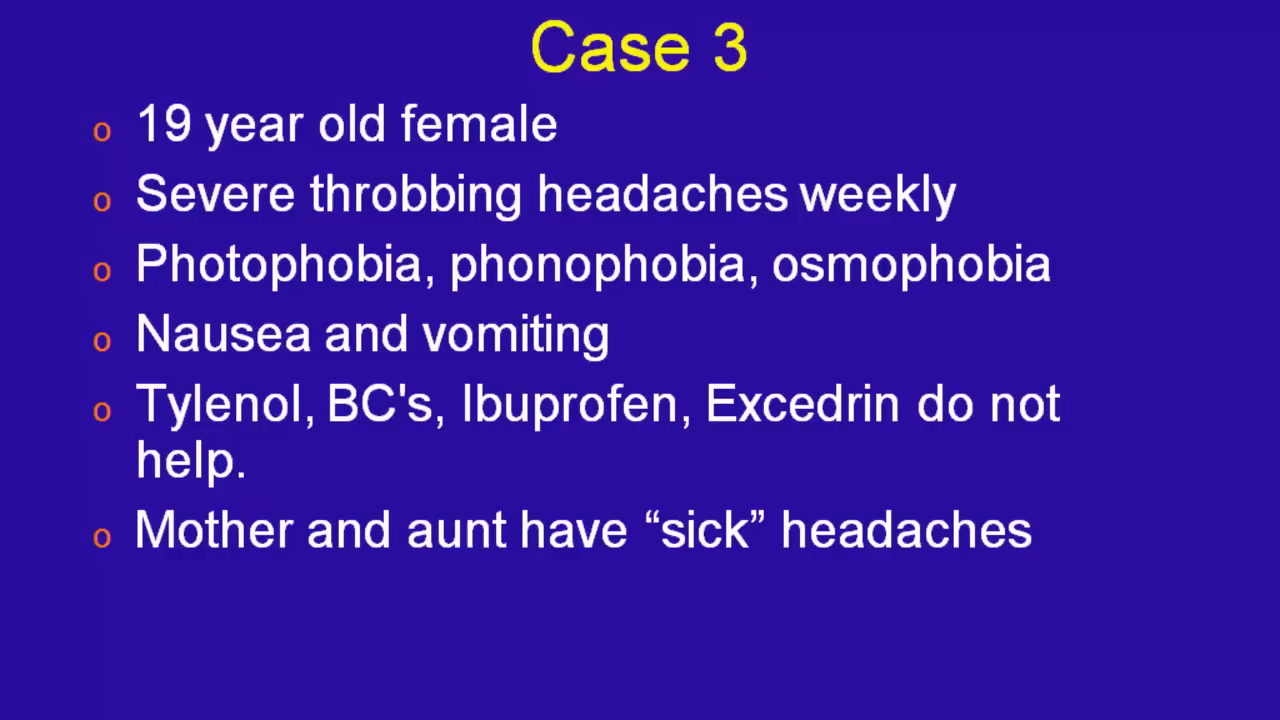 Case 3
o 19 year old female
o Severe throbbing headaches weekly
o Photophobia, phonophobia, osmophobia
o Nausea and vomiting
o Tylenol, BC's, Ibuprofen, Excedrin do not
help.
o Mother and aunt have “sick” headaches